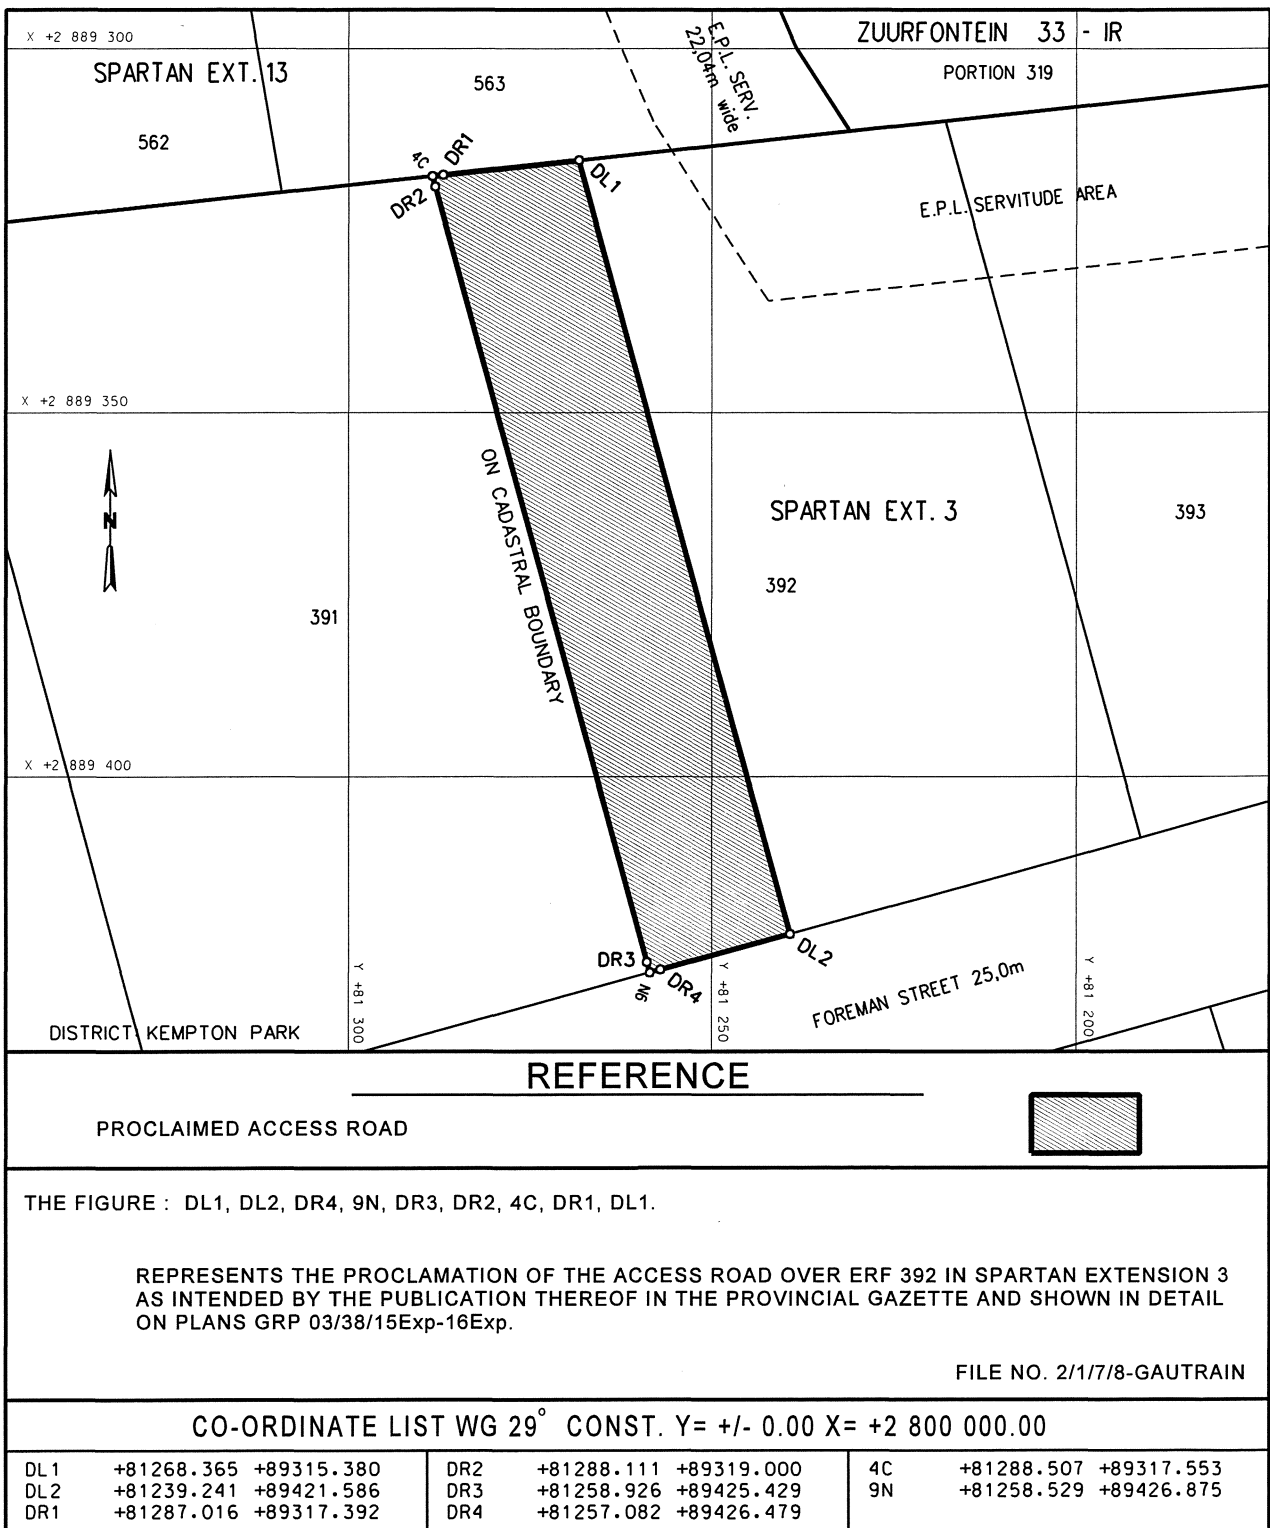 X +2 889 300
SPARTAN EXT. 13
563
562
E.P.L. SERV.
22,04m wide
ZUURFONTEIN 33 - IR
PORTION 319
4C
DR1
DR2
DL1
E.P.L. SERVITUDE AREA
X +2 889 350
N
ON CADASTRAL BOUNDARY
SPARTAN EXT. 3
393
392
391
X +2 889 400
DR3
9N
DR4
DL2
FOREMAN STREET 25,0m
Y +81 300
Y +81 250
Y +81 200
DISTRICT: KEMPTON PARK
REFERENCE
PROCLAIMED ACCESS ROAD
THE FIGURE : DL1, DL2, DR4, 9N, DR3, DR2, 4C, DR1, DL1.
REPRESENTS THE PROCLAMATION OF THE ACCESS ROAD OVER ERF 392 IN SPARTAN EXTENSION 3
AS INTENDED BY THE PUBLICATION THEREOF IN THE PROVINCIAL GAZETTE AND SHOWN IN DETAIL
ON PLANS GRP 03/38/15Exp-16Exp.
FILE NO. 2/1/7/8-GAUTRAIN
CO-ORDINATE LIST WG 29° CONST. Y= +/- 0.00 X= +2 800 000.00
DL1 +81268.365 +89315.380
DL2 +81239.241 +89421.586
DR1 +81287.016 +89317.392
DR2 +81288.111 +89319.000
DR3 +81258.926 +89425.429
DR4 +81257.082 +89426.479
4C +81288.507 +89317.553
9N +81258.529 +89426.875